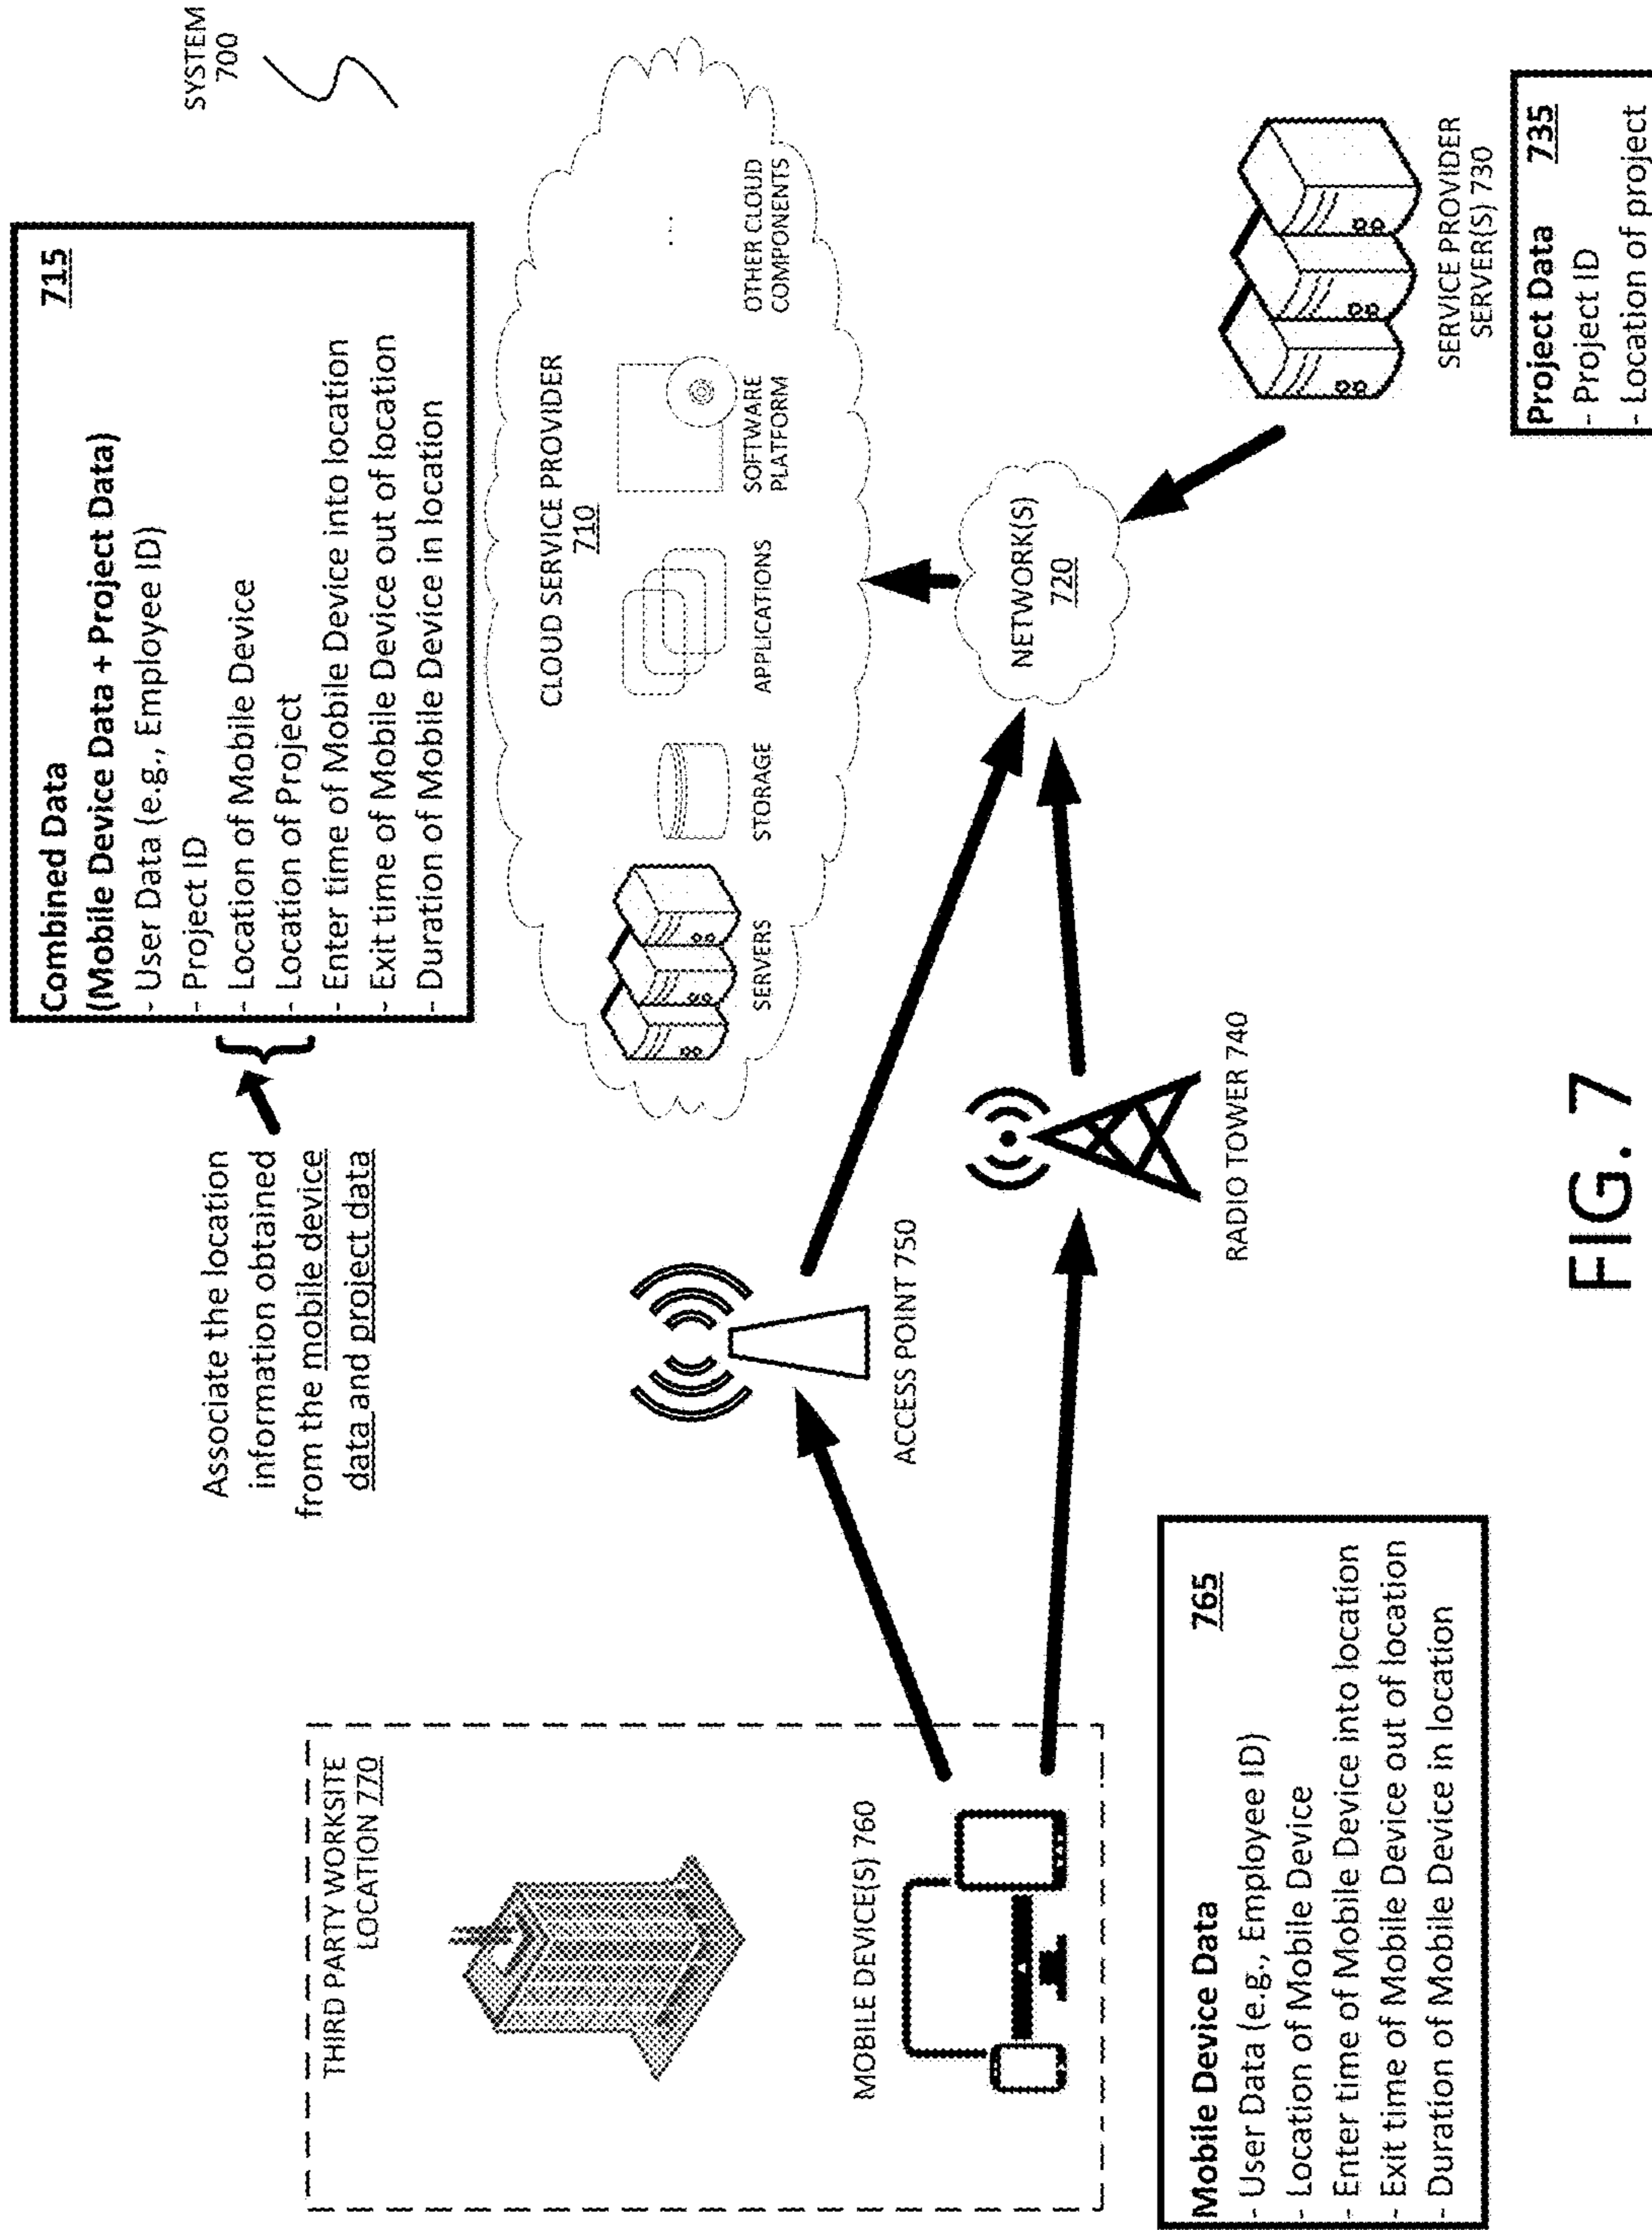 SYSTEM
700
Combined Data 715
(Mobile Device Data + Project Data)
- User Data (e.g., Employee ID)
- Project ID
- Location of Mobile Device
- Location of Project
- Enter time of Mobile Device into location
- Exit time of Mobile Device out of location
- Duration of Mobile Device in location
Associate the location
information obtained
from the mobile device
data and project data
CLOUD SERVICE PROVIDER
710
SERVERS
STORAGE
APPLICATIONS
SOFTWARE
PLATFORM
...
OTHER CLOUD
COMPONENTS
THIRD PARTY WORKSITE
LOCATION 770
MOBILE DEVICE(S) 760
ACCESS POINT 750
RADIO TOWER 740
NETWORK(S)
720
SERVICE PROVIDER
SERVER(S) 730
Mobile Device Data 765
- User Data (e.g., Employee ID)
- Location of Mobile Device
- Enter time of Mobile Device into location
- Exit time of Mobile Device out of location
- Duration of Mobile Device in location
Project Data 735
- Project ID
- Location of project
FIG. 7